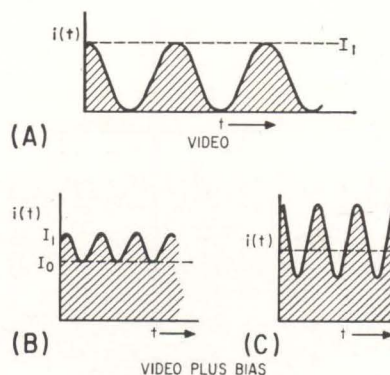 i(t)
I₁
t
(A)
VIDEO
i(t)
I₁
I₀
t
(B)
i(t)
t
(C)
VIDEO PLUS BIAS